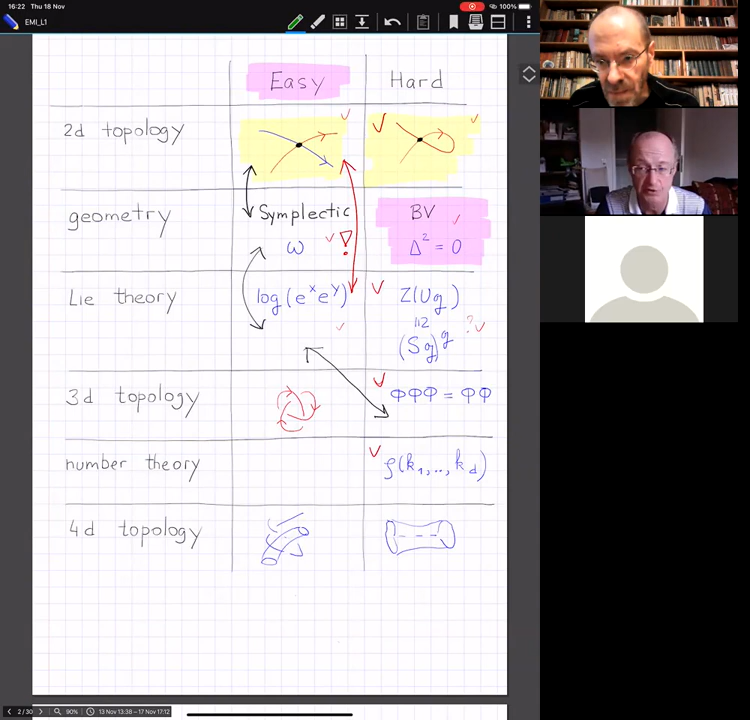 16:22 Thu 18 Nov
100%
EMI_L1
Easy Hard
2d topology
geometry Symplectic BV
ω Δ² = 0
Lie theory log(eˣeʸ) Z(Ug)
(Sg)ᵍ
?
3d topology ΦΦΦ = ΦΦ
number theory ζ(k₁,..,k_d)
4d topology
2/30 90% 13 Nov 13:38 – 17 Nov 17:12